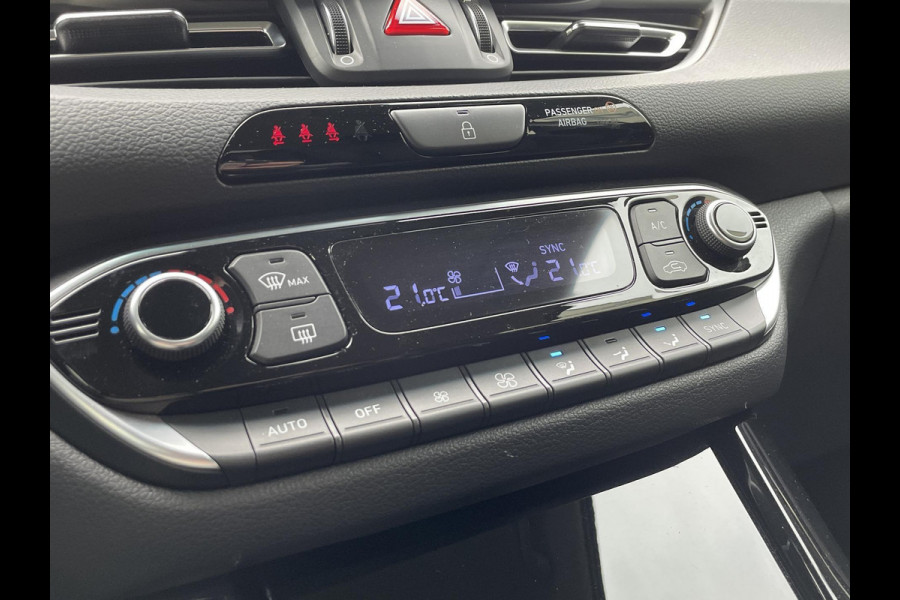 PASSENGER
AIRBAG
A/C
SYNC
21.0°C
21.0°C
MAX
AUTO
OFF
SYNC